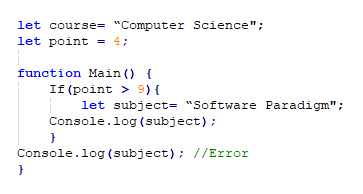 let course= “Computer Science";
let point = 4;
function Main() {
If(point > 9){
let subject= “Software Paradigm";
Console.log(subject);
}
Console.log(subject); //Error
}